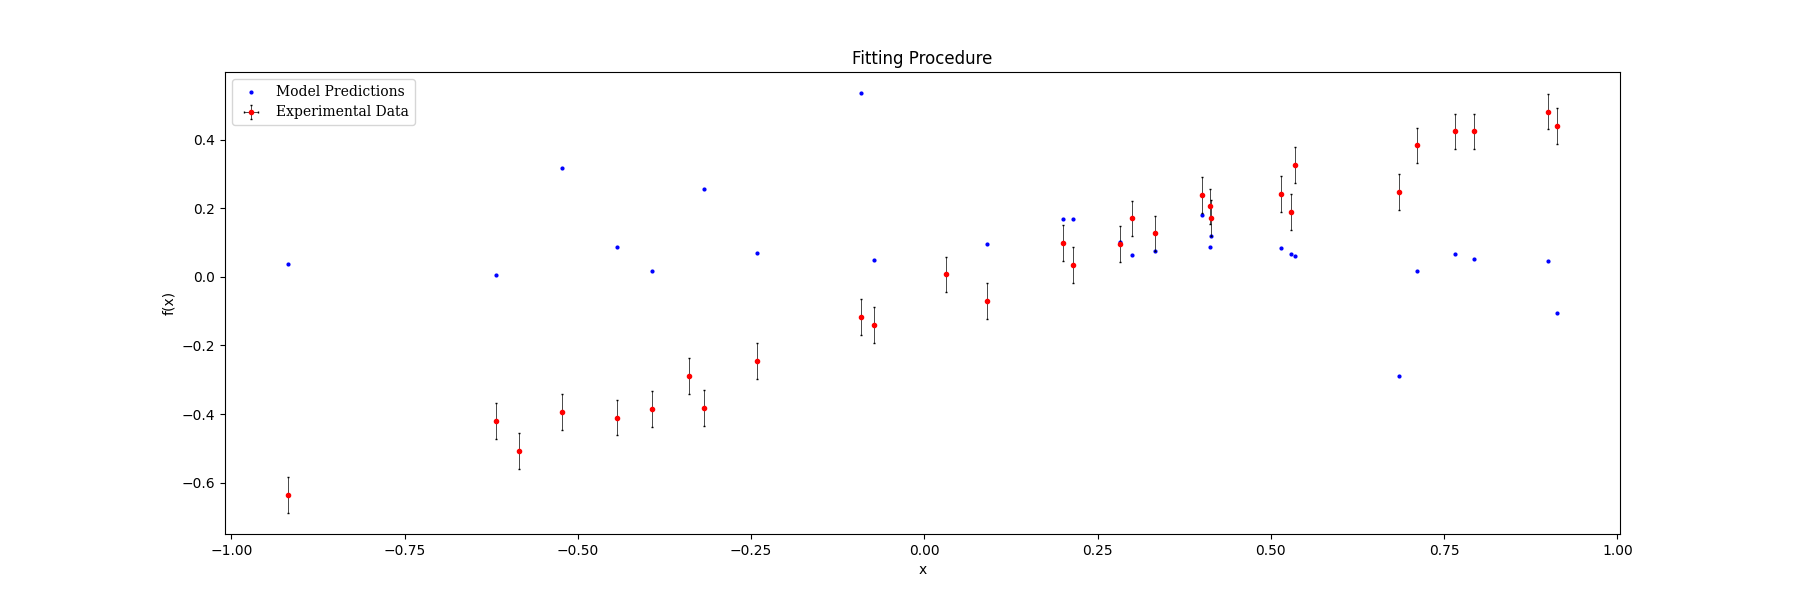 Fitting Procedure
Model Predictions
Experimental Data
f(x)
0.4
0.2
0.0
−0.2
−0.4
−0.6
−1.00 −0.75 −0.50 −0.25 0.00 0.25 0.50 0.75 1.00
x